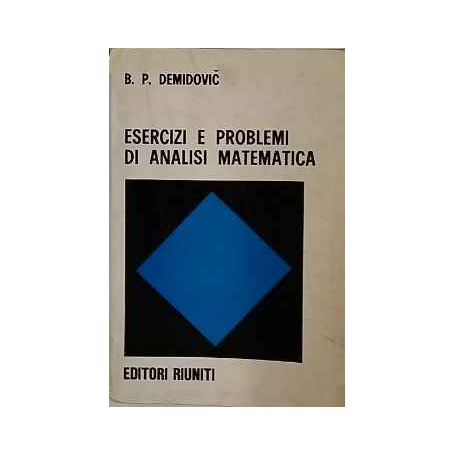 B. P. DEMIDOVIČ
ESERCIZI E PROBLEMI
DI ANALISI MATEMATICA
EDITORI RIUNITI